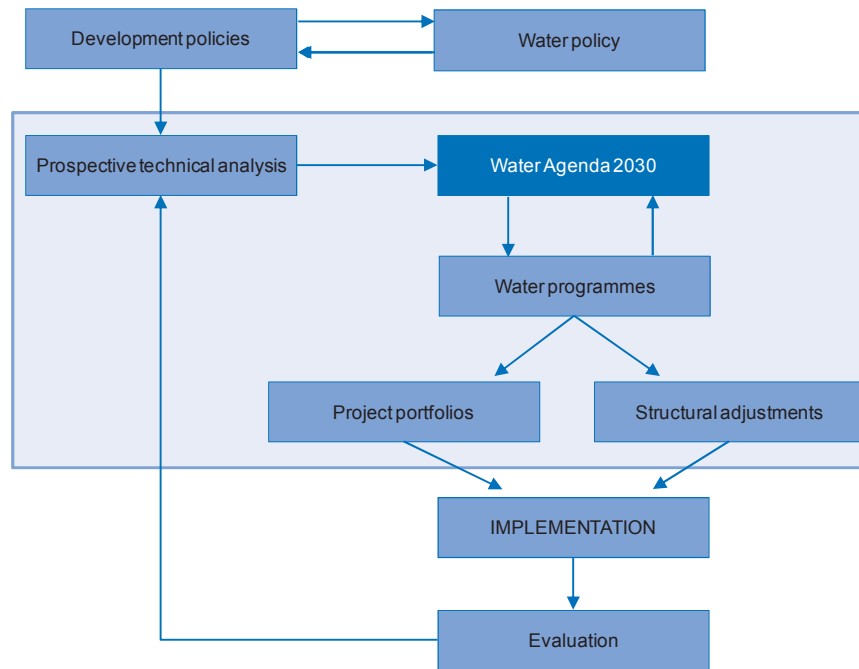 Development policies
Water policy
Prospective technical analysis
Water Agenda 2030
Water programmes
Project portfolios
Structural adjustments
IMPLEMENTATION
Evaluation